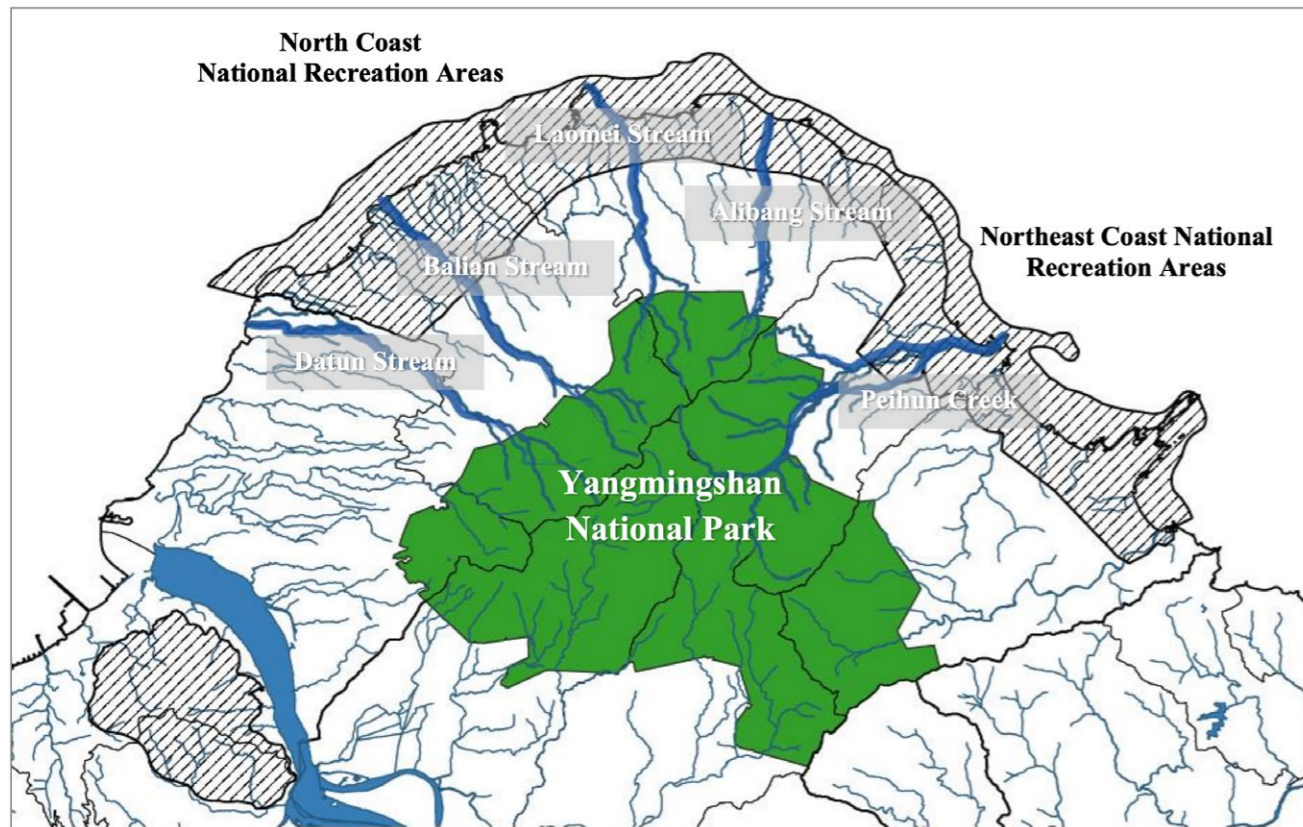 North Coast
National Recreation Areas
Laomei Stream
Alibang Stream
Northeast Coast National
Recreation Areas
Balian Stream
Datun Stream
Peihun Creek
Yangmingshan
National Park